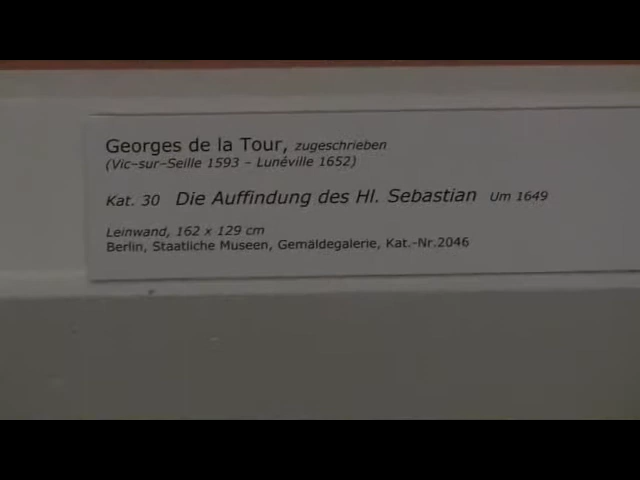 Georges de la Tour, zugeschrieben
(Vic-sur-Seille 1593 – Lunéville 1652)
Kat. 30 Die Auffindung des Hl. Sebastian Um 1649
Leinwand, 162 x 129 cm
Berlin, Staatliche Museen, Gemäldegalerie, Kat.-Nr.2046